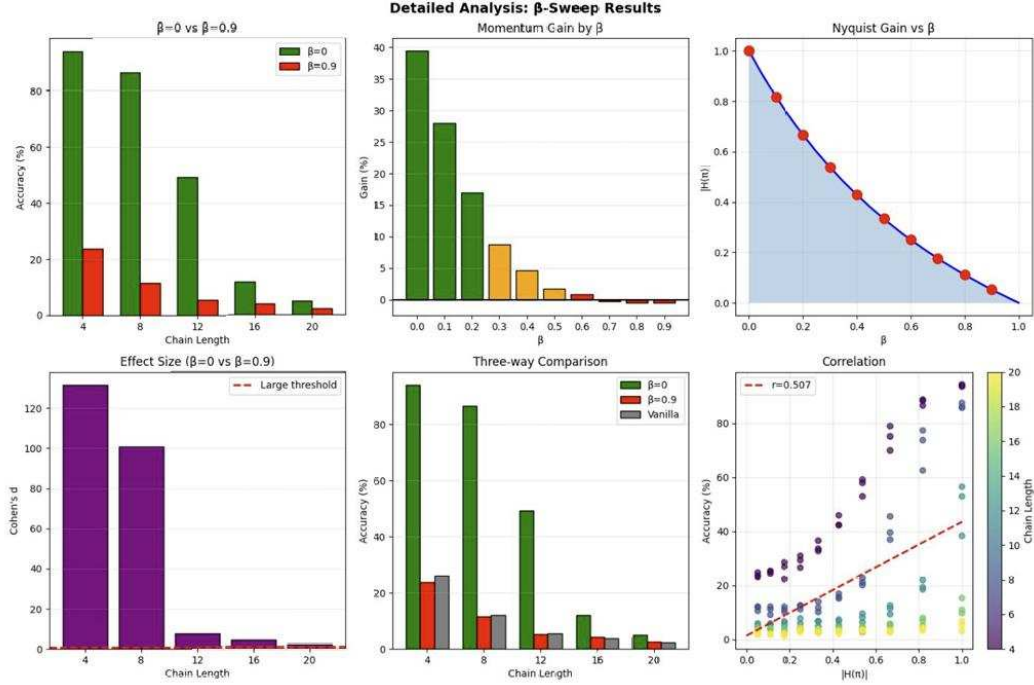 Detailed Analysis: β-Sweep Results
β=0 vs β=0.9
Accuracy (%)
80
60
40
20
0
β=0
β=0.9
4 8 12 16 20
Chain Length
Momentum Gain by β
Gain (%)
40
35
30
25
20
15
10
5
0
0.0 0.1 0.2 0.3 0.4 0.5 0.6 0.7 0.8 0.9
β
Nyquist Gain vs β
|H(π)|
1.0
0.8
0.6
0.4
0.2
0.0
0.0 0.2 0.4 0.6 0.8 1.0
β
Effect Size (β=0 vs β=0.9)
Cohen's d
120
100
80
60
40
20
0
Large threshold
4 8 12 16 20
Chain Length
Three-way Comparison
Accuracy (%)
80
60
40
20
0
β=0
β=0.9
Vanilla
4 8 12 16 20
Chain Length
Correlation
Accuracy (%)
80
60
40
20
0
r=0.507
0.0 0.2 0.4 0.6 0.8 1.0
|H(π)|
20
18
16
14
12
10
8
6
4
Chain Length